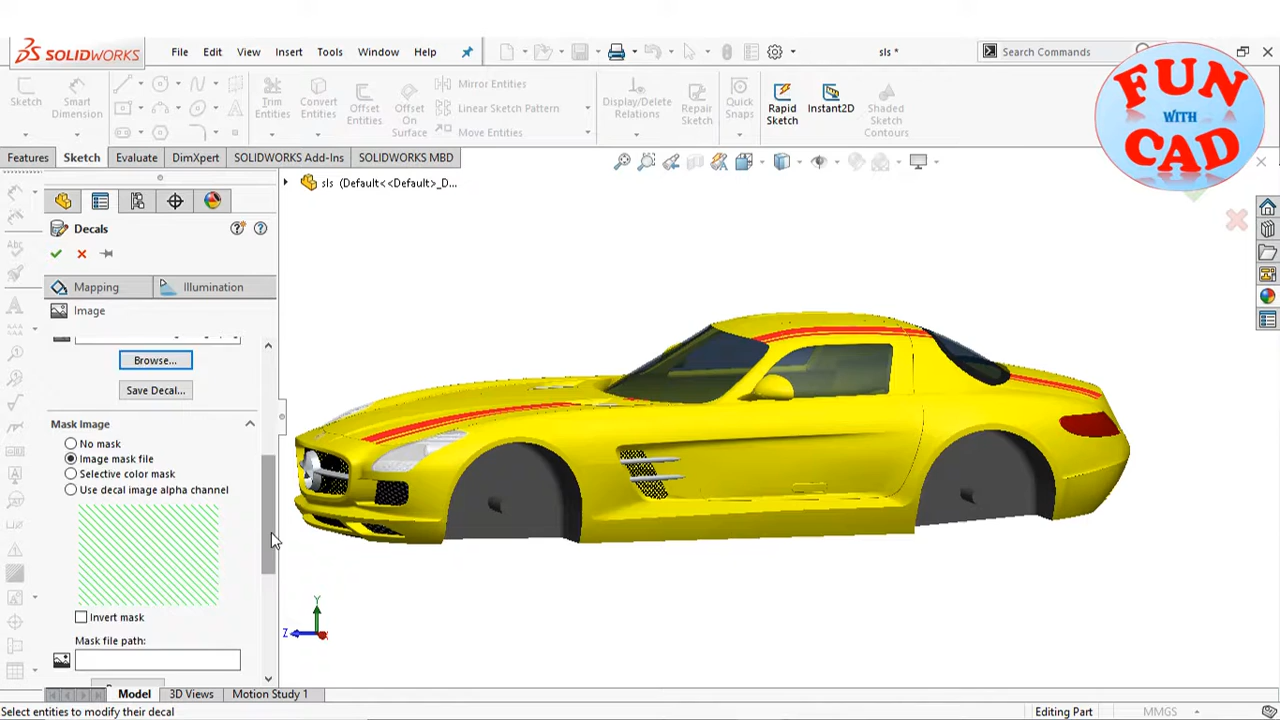 SOLIDWORKS
File Edit View Insert Tools Window Help
sls *
Search Commands
FUN
WITH
CAD
Sketch
Smart Dimension
Trim Entities
Convert Entities
Offset Entities
Offset On Surface
Mirror Entities
Linear Sketch Pattern
Move Entities
Display/Delete Relations
Repair Sketch
Quick Snaps
Rapid Sketch
Instant2D
Shaded Sketch Contours
Features Sketch Evaluate DimXpert SOLIDWORKS Add-Ins SOLIDWORKS MBD
sls (Default<<Default>_D...
Decals
Mapping Illumination
Image
Browse...
Save Decal...
Mask Image
No mask
Image mask file
Selective color mask
Use decal image alpha channel
Invert mask
Mask file path:
Y
Z
Model 3D Views Motion Study 1
Select entities to modify their decal
Editing Part
MMGS